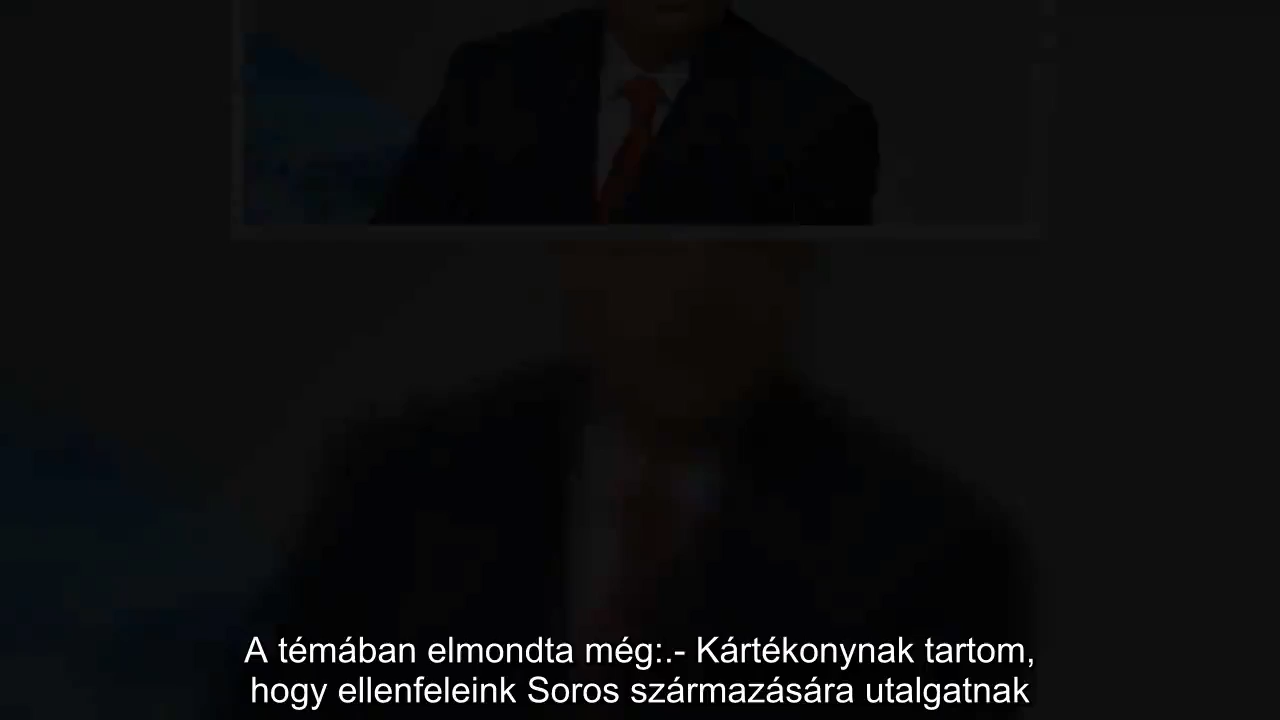 A témában elmondta még:.- Kártékonynak tartom,
hogy ellenfeleink Soros származására utalgatnak